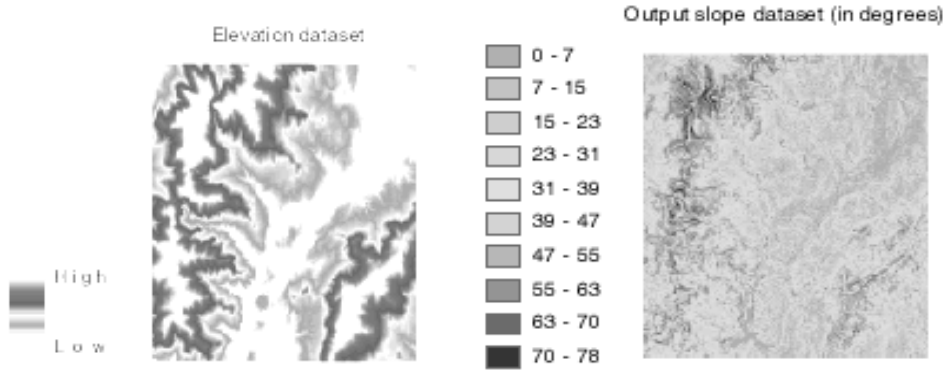 Elevation dataset
High
Low
Output slope dataset (in degrees)
0 - 7
7 - 15
15 - 23
23 - 31
31 - 39
39 - 47
47 - 55
55 - 63
63 - 70
70 - 78